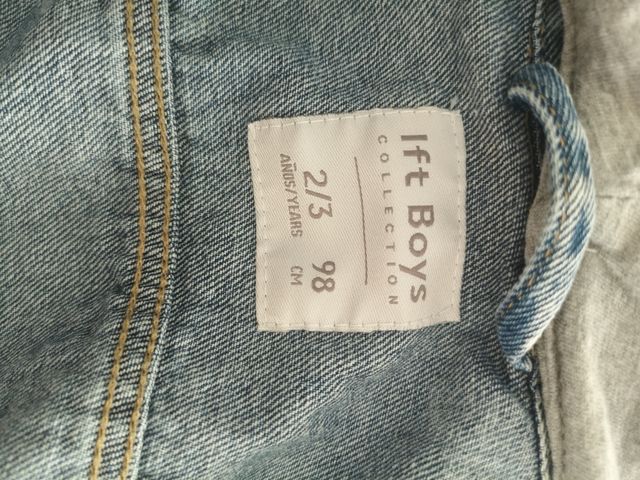 lft Boys
COLLECTION
2/3 98
AÑOS/YEARS CM